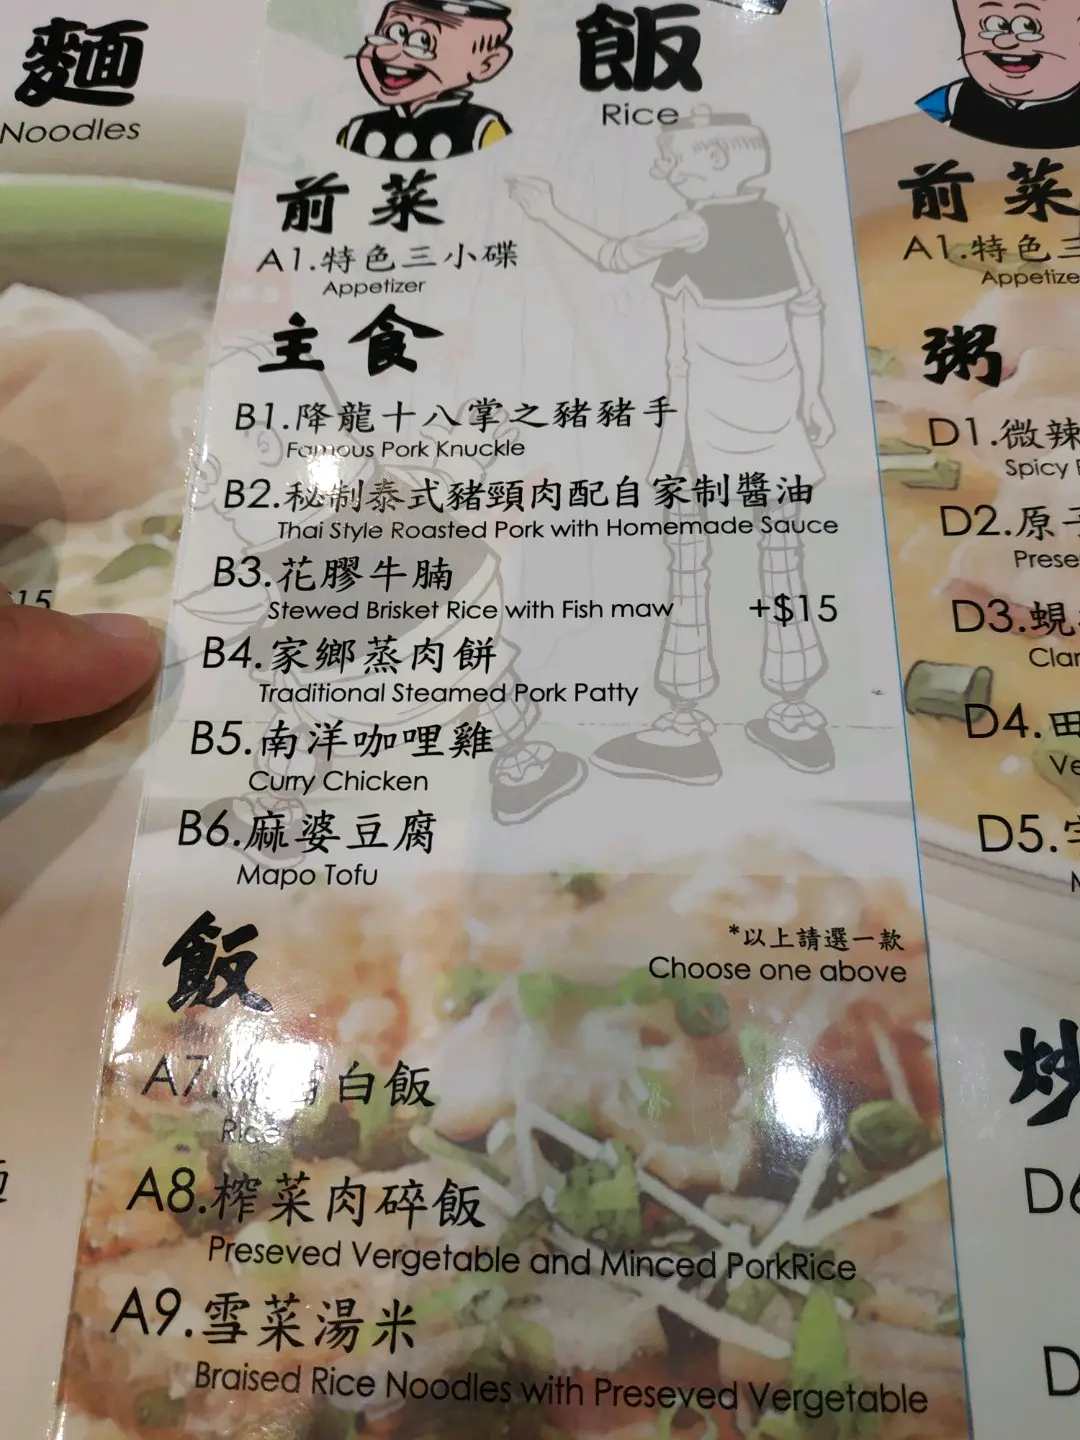 麵
Noodles
飯
Rice
前菜
A1.特色三小碟
Appetizer
主食
B1.降龍十八掌之豬豬手
Famous Pork Knuckle
B2.秘制泰式豬頸肉配自家制醬油
Thai Style Roasted Pork with Homemade Sauce
B3.花膠牛腩
Stewed Brisket Rice with Fish maw +$15
B4.家鄉蒸肉餅
Traditional Steamed Pork Patty
B5.南洋咖哩雞
Curry Chicken
B6.麻婆豆腐
Mapo Tofu
*以上請選一款
Choose one above
飯
A7. 白飯
Rice
A8.榨菜肉碎飯
Preseved Vergetable and Minced PorkRice
A9.雪菜湯米
Braised Rice Noodles with Preseved Vergetable
$15
前菜
A1.特色三
Appetize
粥
D1.微辣
Spicy
D2.原
Prese
D3.蜆
Clar
D4.田
Ve
D5.
炒
D6
D